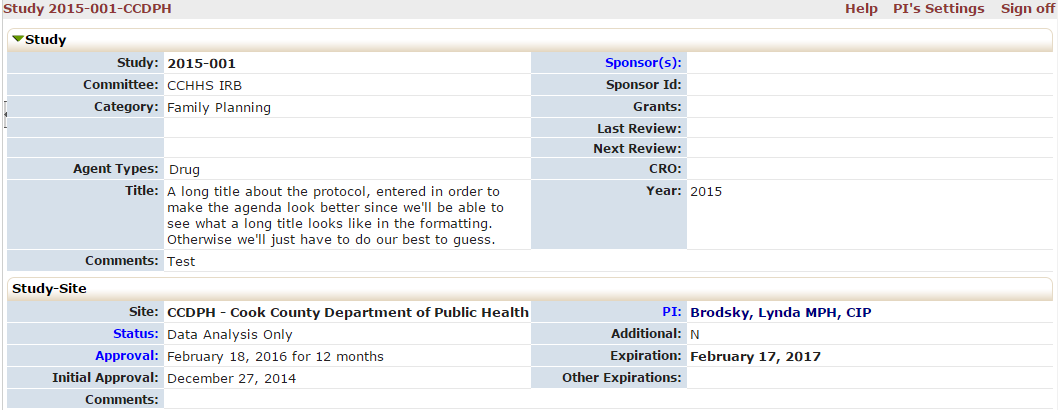 Study 2015-001-CCDPH Help PI's Settings Sign off
Study
Study: 2015-001 Sponsor(s):
Committee: CCHHS IRB Sponsor Id:
Category: Family Planning Grants:
Last Review:
Next Review:
Agent Types: Drug CRO:
Title: A long title about the protocol, entered in order to Year: 2015
make the agenda look better since we'll be able to
see what a long title looks like in the formatting.
Otherwise we'll just have to do our best to guess.
Comments: Test
Study-Site
Site: CCDPH - Cook County Department of Public Health PI: Brodsky, Lynda MPH, CIP
Status: Data Analysis Only Additional: N
Approval: February 18, 2016 for 12 months Expiration: February 17, 2017
Initial Approval: December 27, 2014 Other Expirations:
Comments: